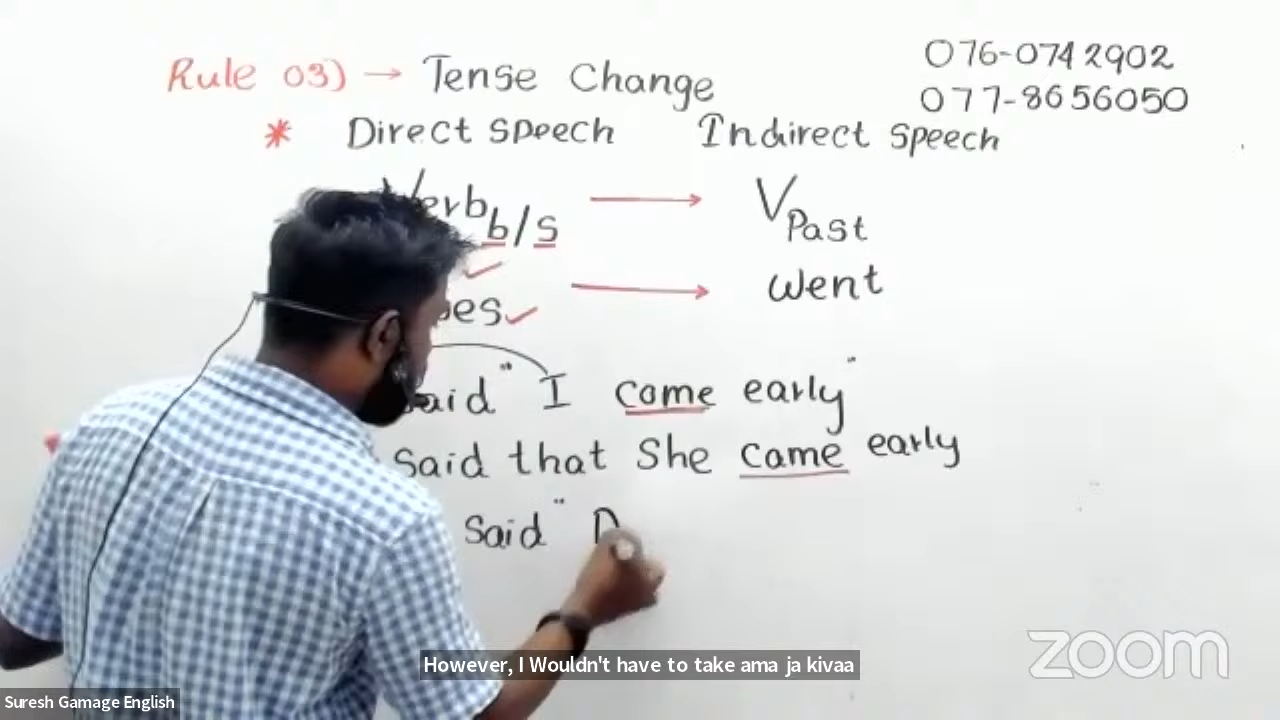 Rule 03) → Tense Change
076-0742902
077-8656050
* Direct Speech Indirect Speech
b/s → V Past
→ went
said " I came early"
said that She came early
Said " D
However, I Wouldn't have to take ama ja kivaa
zoom
Suresh Gamage English